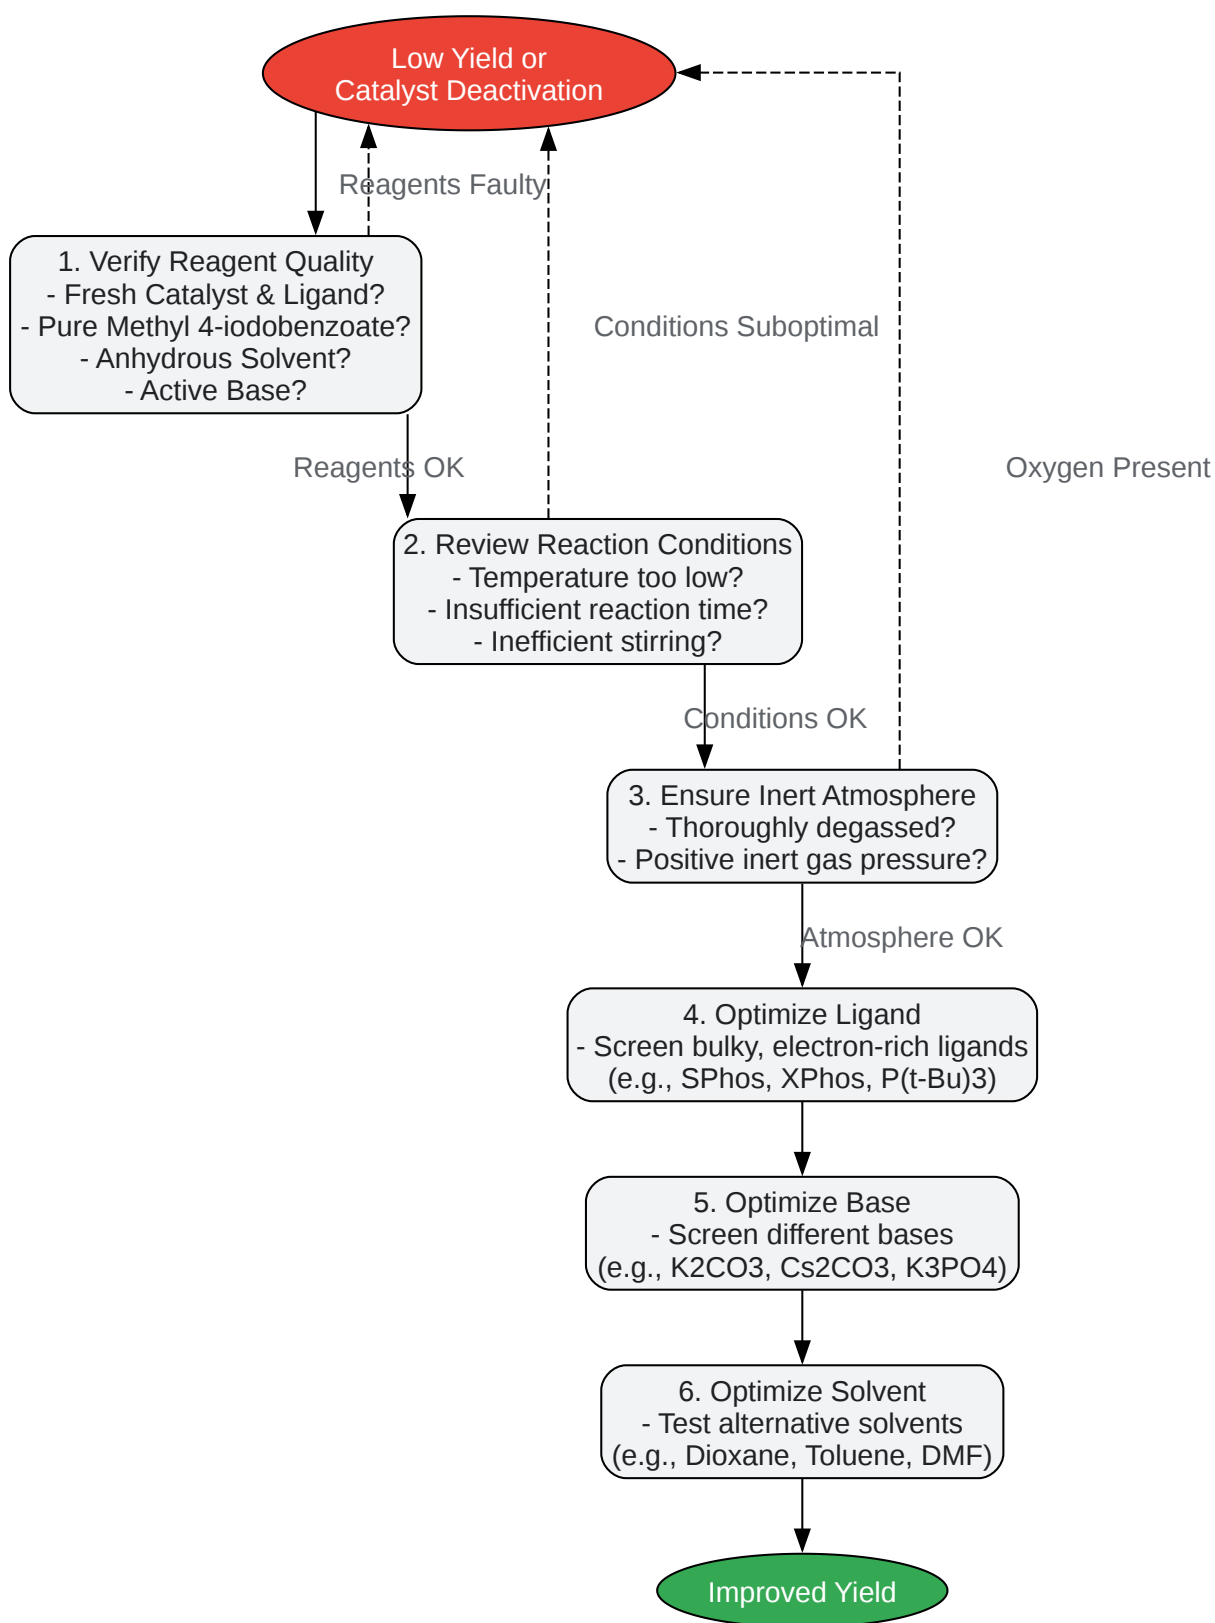 Low Yield or
Catalyst Deactivation
Reagents Faulty
1. Verify Reagent Quality
- Fresh Catalyst & Ligand?
- Pure Methyl 4-iodobenzoate?
- Anhydrous Solvent?
- Active Base?
Conditions Suboptimal
Reagents OK
Oxygen Present
2. Review Reaction Conditions
- Temperature too low?
- Insufficient reaction time?
- Inefficient stirring?
Conditions OK
3. Ensure Inert Atmosphere
- Thoroughly degassed?
- Positive inert gas pressure?
Atmosphere OK
4. Optimize Ligand
- Screen bulky, electron-rich ligands
(e.g., SPhos, XPhos, P(t-Bu)3)
5. Optimize Base
- Screen different bases
(e.g., K2CO3, Cs2CO3, K3PO4)
6. Optimize Solvent
- Test alternative solvents
(e.g., Dioxane, Toluene, DMF)
Improved Yield